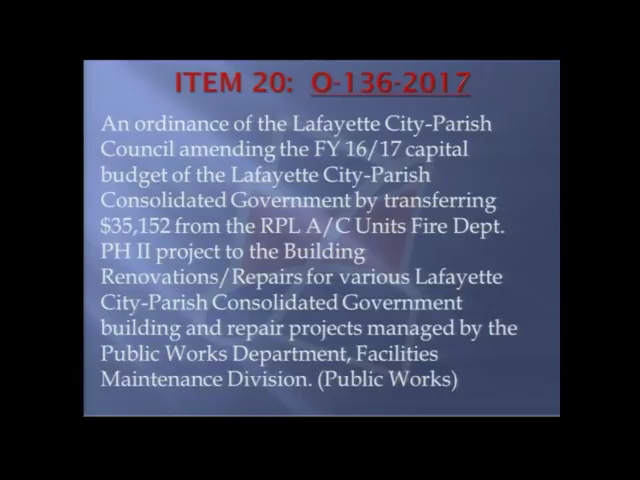 ITEM 20: O-136-2017
An ordinance of the Lafayette City-Parish
Council amending the FY 16/17 capital
budget of the Lafayette City-Parish
Consolidated Government by transferring
$35,152 from the RPL A/C Units Fire Dept.
PH II project to the Building
Renovations/Repairs for various Lafayette
City-Parish Consolidated Government
building and repair projects managed by the
Public Works Department, Facilities
Maintenance Division. (Public Works)